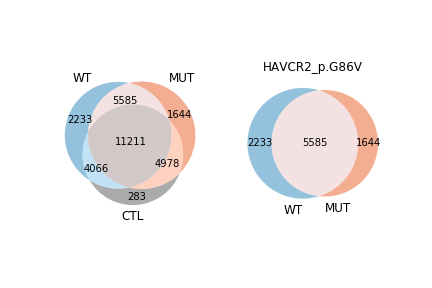 WT
MUT
5585
2233
1644
11211
4066
4978
283
CTL
HAVCR2_p.G86V
2233
5585
1644
WT
MUT